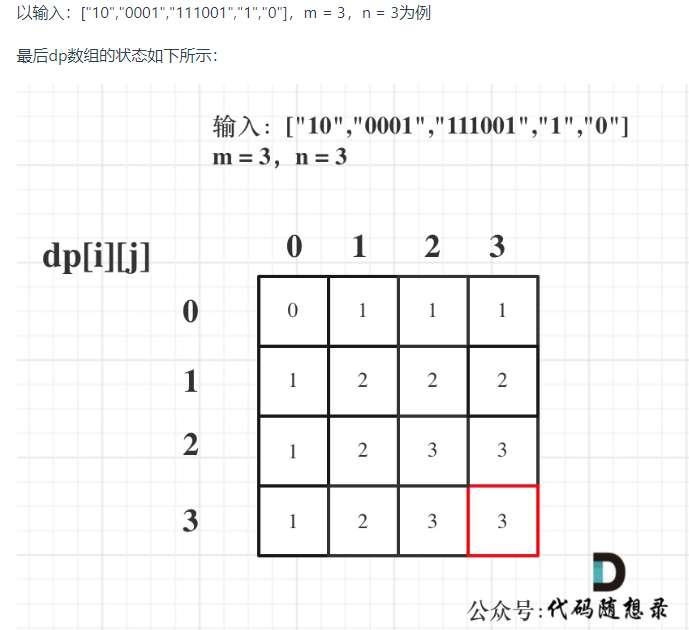 以输入：["10","0001","111001","1","0"]，m = 3，n = 3为例
最后dp数组的状态如下所示：
输入：["10","0001","111001","1","0"]
m = 3，n = 3
dp[i][j]
0 1 2 3
0 0 1 1 1
1 1 2 2 2
2 1 2 3 3
3 1 2 3 3
公众号:代码随想录